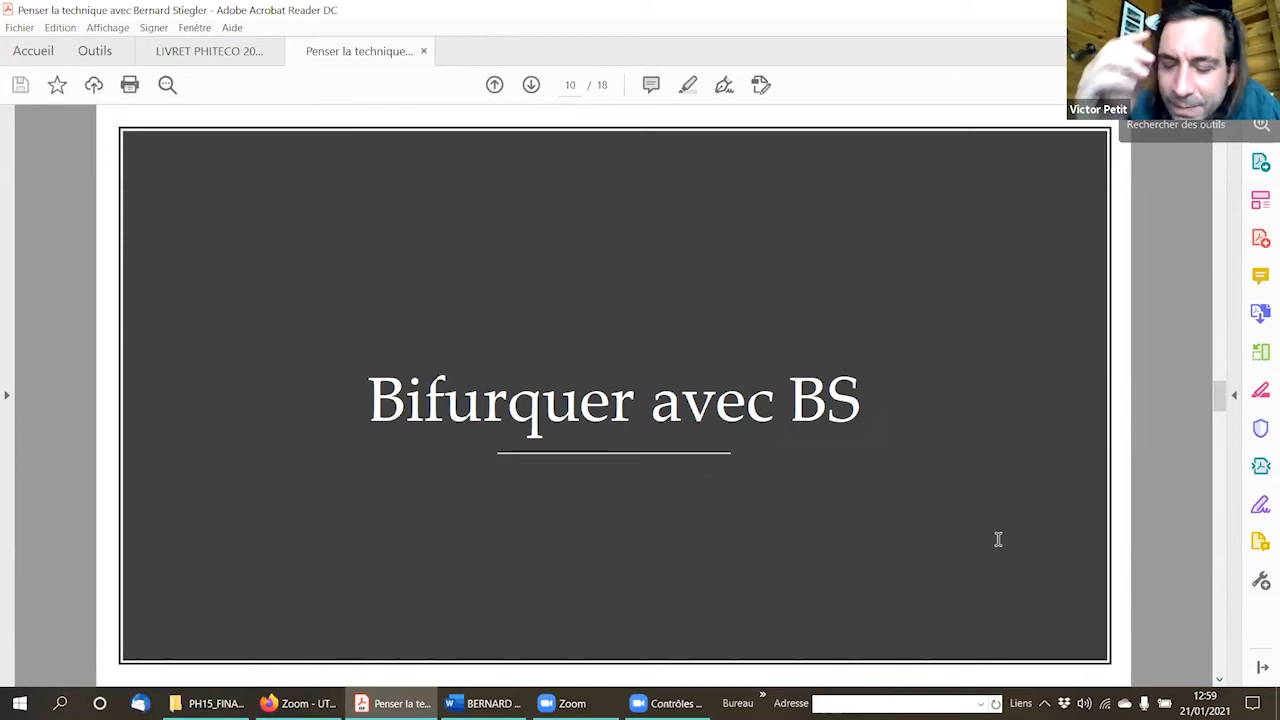 Penser la technique avec Bernard Stiegler - Adobe Acrobat Reader DC
Fichier Edition Affichage Signer Fenêtre Aide
Accueil Outils LIVRET PHITECO 20... Penser la technique... ×
10 / 18
Victor Petit
Rechercher des outils
Bifurquer avec BS
PH15_FINA... Zoom - UT... Penser la te... BERNARD ... Zoom Contrôles ... Bureau » Adresse Liens
12:59
21/01/2021